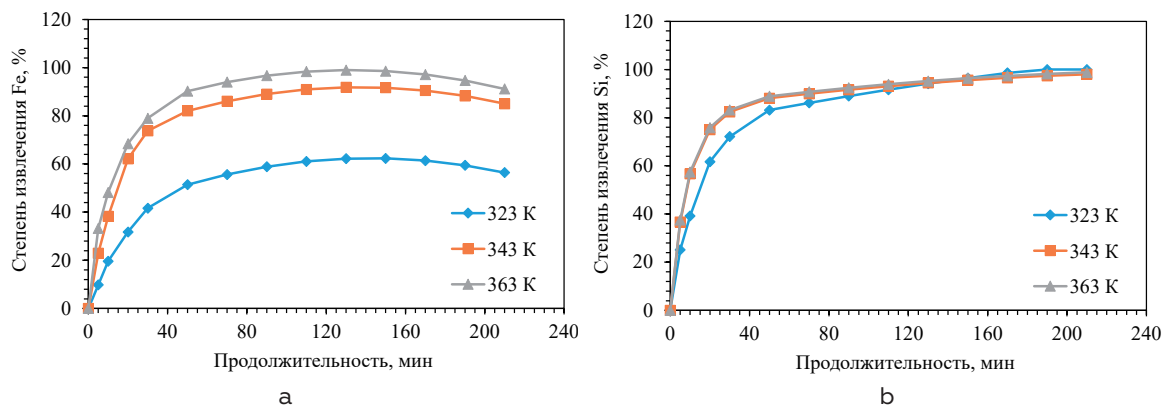 Степень извлечения Fe, %
120
100
80
60
40
20
0
0 40 80 120 160 200 240
323 K
343 K
363 K
Продолжительность, мин
a
Степень извлечения Si, %
120
100
80
60
40
20
0
0 40 80 120 160 200 240
323 K
343 K
363 K
Продолжительность, мин
b